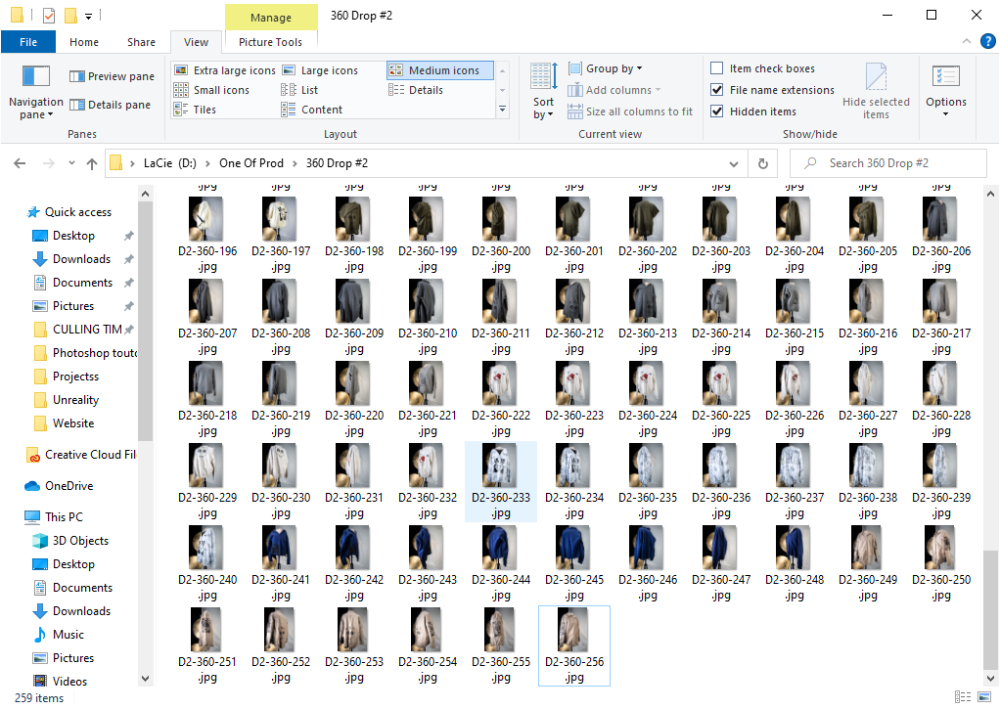 Manage
360 Drop #2
File
Home
Share
View
Picture Tools
Navigation pane
Preview pane
Details pane
Panes
Extra large icons
Large icons
Medium icons
Small icons
List
Details
Tiles
Content
Layout
Sort by
Group by
Add columns
Size all columns to fit
Current view
Item check boxes
File name extensions
Hidden items
Hide selected items
Show/hide
Options
LaCie (D:) > One Of Prod > 360 Drop #2
Search 360 Drop #2
Quick access
Desktop
Downloads
Documents
Pictures
CULLING TIM
Photoshop touto
Projectss
Unreality
Website
Creative Cloud Fil
OneDrive
This PC
3D Objects
Desktop
Documents
Downloads
Music
Pictures
Videos
.jpg .jpg .jpg .jpg .jpg .jpg .jpg .jpg .jpg .jpg .jpg
D2-360-196 D2-360-197 D2-360-198 D2-360-199 D2-360-200 D2-360-201 D2-360-202 D2-360-203 D2-360-204 D2-360-205 D2-360-206
.jpg .jpg .jpg .jpg .jpg .jpg .jpg .jpg .jpg .jpg .jpg
D2-360-207 D2-360-208 D2-360-209 D2-360-210 D2-360-211 D2-360-212 D2-360-213 D2-360-214 D2-360-215 D2-360-216 D2-360-217
.jpg .jpg .jpg .jpg .jpg .jpg .jpg .jpg .jpg .jpg .jpg
D2-360-218 D2-360-219 D2-360-220 D2-360-221 D2-360-222 D2-360-223 D2-360-224 D2-360-225 D2-360-226 D2-360-227 D2-360-228
.jpg .jpg .jpg .jpg .jpg .jpg .jpg .jpg .jpg .jpg .jpg
D2-360-229 D2-360-230 D2-360-231 D2-360-232 D2-360-233 D2-360-234 D2-360-235 D2-360-236 D2-360-237 D2-360-238 D2-360-239
.jpg .jpg .jpg .jpg .jpg .jpg .jpg .jpg .jpg .jpg .jpg
D2-360-240 D2-360-241 D2-360-242 D2-360-243 D2-360-244 D2-360-245 D2-360-246 D2-360-247 D2-360-248 D2-360-249 D2-360-250
.jpg .jpg .jpg .jpg .jpg .jpg .jpg .jpg .jpg .jpg .jpg
D2-360-251 D2-360-252 D2-360-253 D2-360-254 D2-360-255 D2-360-256
.jpg .jpg .jpg .jpg .jpg .jpg
259 items